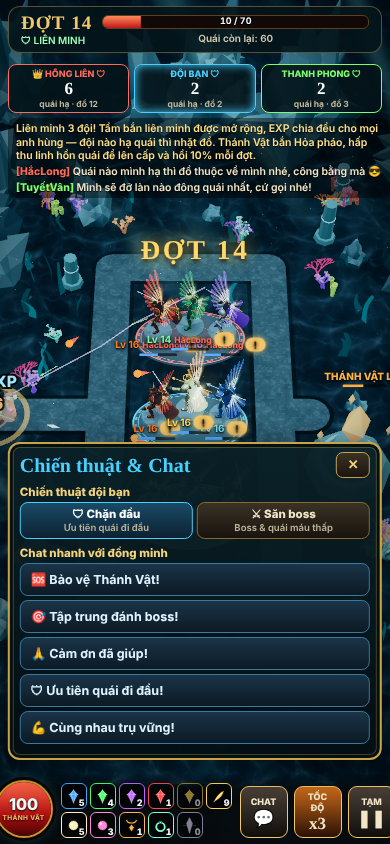 ĐỢT 14
10 / 70
🛡 LIÊN MINH
Quái còn lại: 60
👑 HỒNG LIÊN 🛡
6
quái hạ · đồ 12
ĐỘI BẠN 🛡
2
quái hạ · đồ 2
THANH PHONG 🛡
2
quái hạ · đồ 3
Liên minh 3 đội! Tầm bắn liên minh được mở rộng, EXP chia đều cho mọi
anh hùng — đội nào hạ quái thì nhặt đồ. Thánh Vật bắn Hỏa pháo, hấp
thu linh hồn quái để lên cấp và hồi 10% mỗi đợt.
[HắcLong] Quái nào mình hạ thì đồ thuộc về mình nhé, công bằng mà 😎
[TuyếtVân] Mình sẽ dơ làn nào đông quái nhất, cứ gọi nhé!
ĐỢT 14
Lv 14 HắcLong
Lv 16
XP
THÁNH VẬT L
Lv 16
Lv 16
Lv 16
Chiến thuật & Chat
✕
Chiến thuật đội bạn
🛡 Chặn đầu
Ưu tiên quái đi đầu
⚔ Săn boss
Boss & quái máu thấp
Chat nhanh với đồng minh
🆘 Bảo vệ Thánh Vật!
🎯 Tập trung đánh boss!
🙏 Cảm ơn đã giúp!
🛡 Ưu tiên quái đi đầu!
💪 Cùng nhau trụ vững!
100
THÁNH VẬT
5 4 2 1 0 9
5 3 1 1 0
CHAT
💬
TỐC
ĐỘ
x3
TẠM